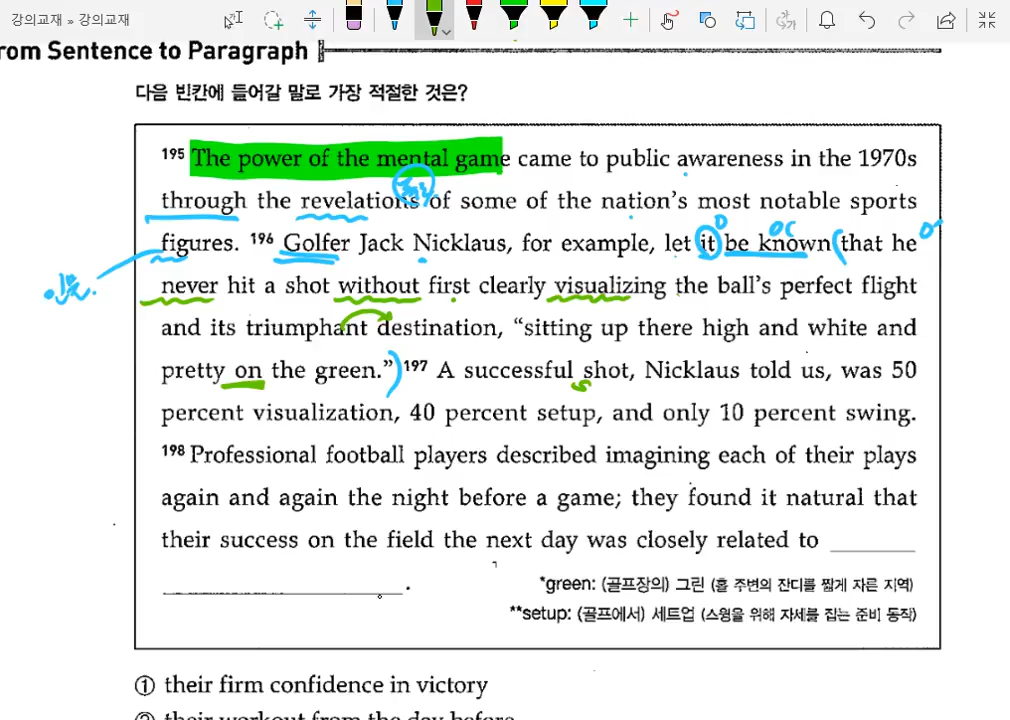 강의교재 » 강의교재
rom Sentence to Paragraph
다음 빈칸에 들어갈 말로 가장 적절한 것은?
195 The power of the mental game came to public awareness in the 1970s
through the revelations of some of the nation's most notable sports
O OC O
figures. 196 Golfer Jack Nicklaus, for example, let it be known that he
never hit a shot without first clearly visualizing the ball's perfect flight
and its triumphant destination, "sitting up there high and white and
pretty on the green." 197 A successful shot, Nicklaus told us, was 50
S
percent visualization, 40 percent setup, and only 10 percent swing.
198 Professional football players described imagining each of their plays
again and again the night before a game; they found it natural that
their success on the field the next day was closely related to ______
______.
*green: (골프장의) 그린 (홀 주변의 잔디를 짧게 자른 지역)
**setup: (골프에서) 세트업 (스윙을 위해 자세를 잡는 준비 동작)
① their firm confidence in victory
② their workout from the day before